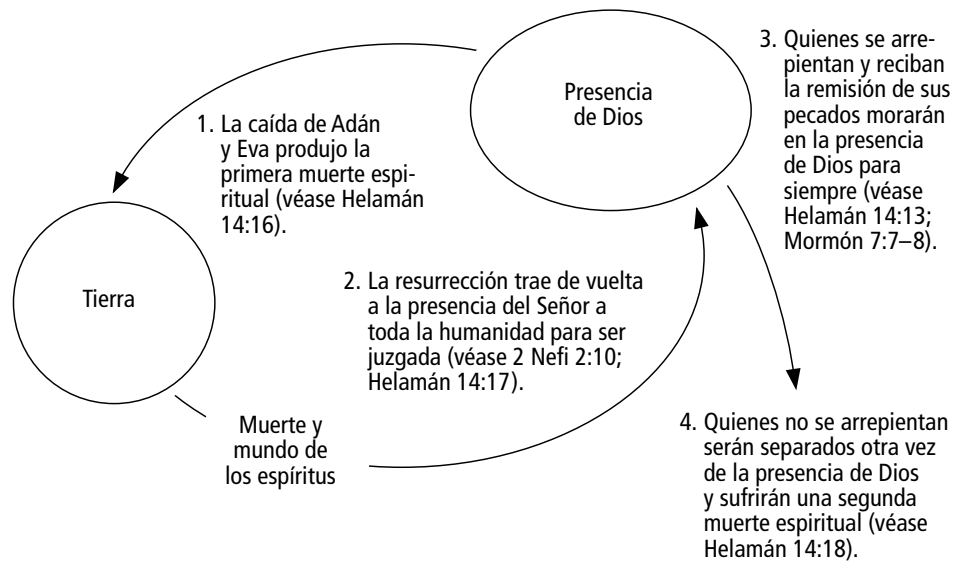 Presencia
de Dios
1. La caída de Adán
y Eva produjo la
primera muerte espi-
ritual (véase Helamán
14:16).
Tierra
Muerte y
mundo de
los espíritus
2. La resurrección trae de vuelta
a la presencia del Señor a
toda la humanidad para ser
juzgada (véase 2 Nefi 2:10;
Helamán 14:17).
3. Quienes se arre-
pientan y reciban
la remisión de sus
pecados morarán
en la presencia
de Dios para
siempre (véase
Helamán 14:13;
Mormón 7:7–8).
4. Quienes no se arrepientan
serán separados otra vez
de la presencia de Dios
y sufrirán una segunda
muerte espiritual (véase
Helamán 14:18).